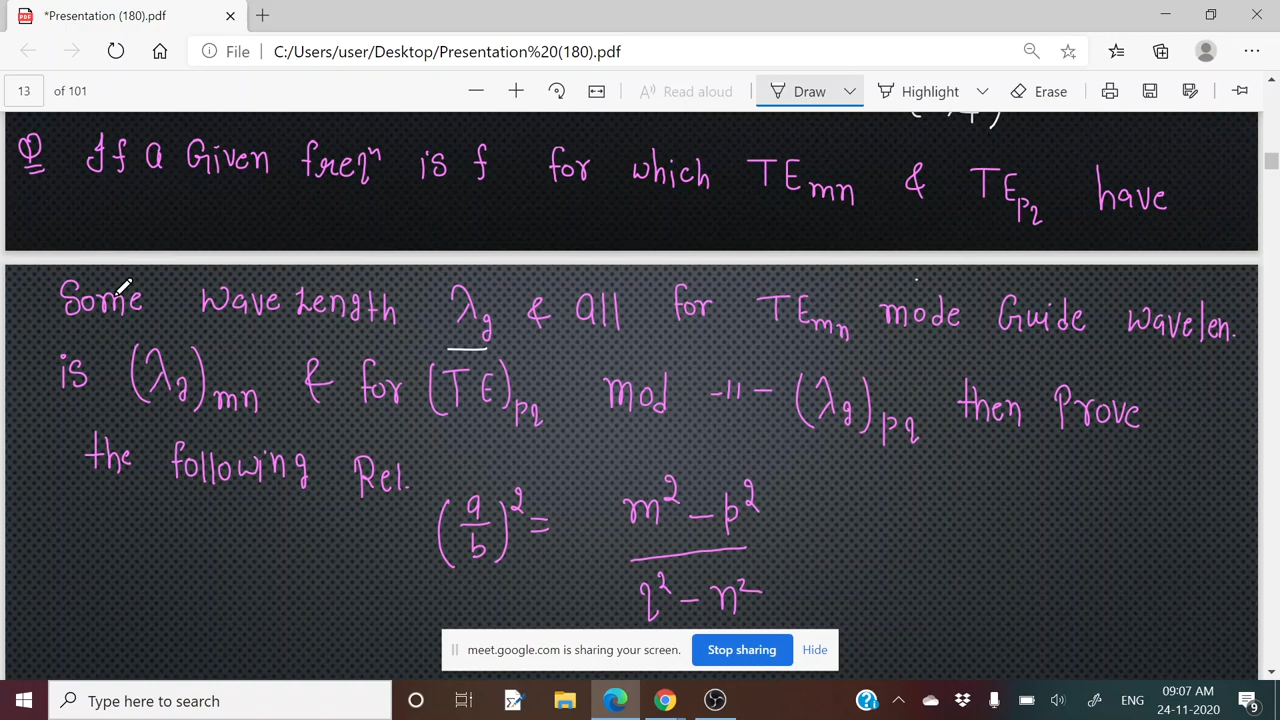 *Presentation (180).pdf
File C:/Users/user/Desktop/Presentation%20(180).pdf
13 of 101 Read aloud Draw Highlight Erase
Q If a Given freqⁿ is f for which TEmn & TEpq have
Some Wave Length λg & all for TEmn mode Guide wavelen.
is (λg)mn & for (TE)pq mod -11- (λg)pq then Prove
the following Rel.
(a/b)² = m² - p² / q² - n²
meet.google.com is sharing your screen. Stop sharing Hide
Type here to search ENG 09:07 AM 24-11-2020 9